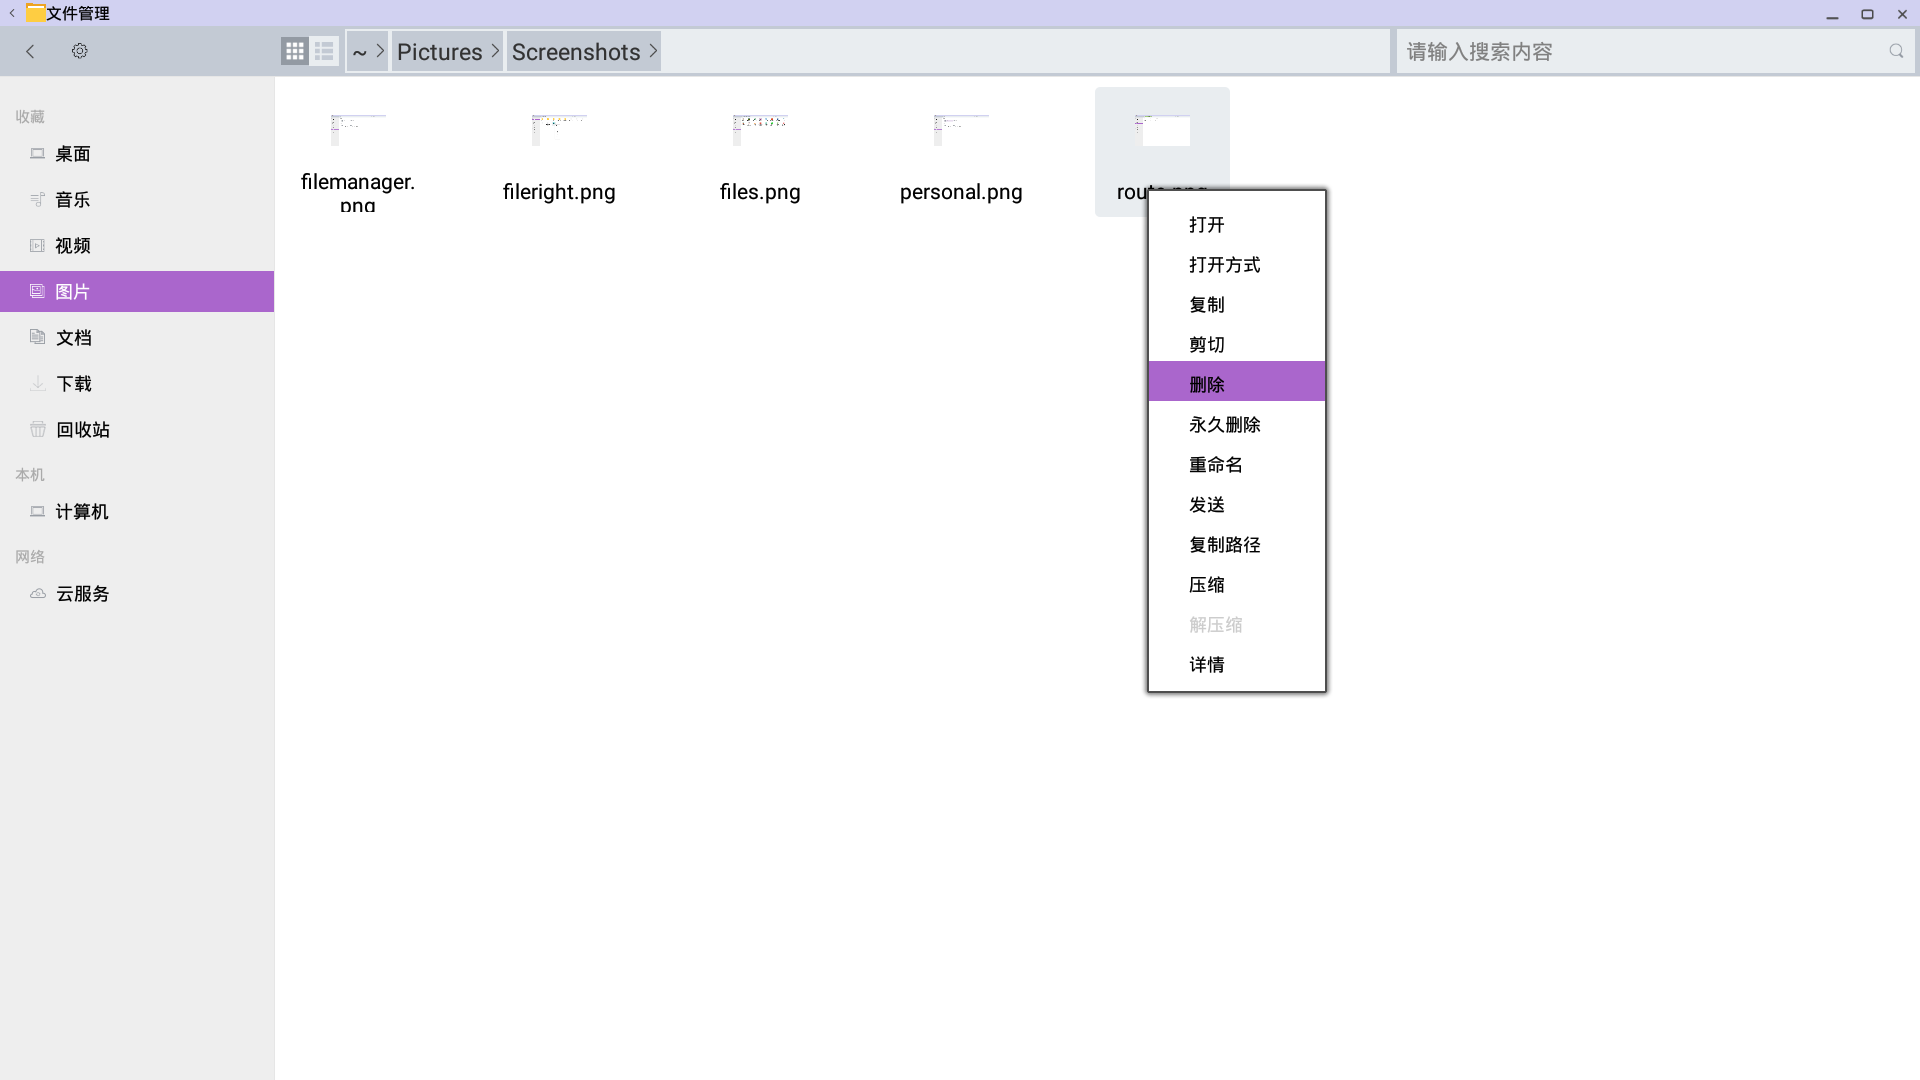 文件管理
~
Pictures
Screenshots
请输入搜索内容
收藏
桌面
音乐
视频
图片
文档
下载
回收站
本机
计算机
网络
云服务
filemanager.
png
fileright.png
files.png
personal.png
打开
打开方式
复制
剪切
删除
永久删除
重命名
发送
复制路径
压缩
解压缩
详情